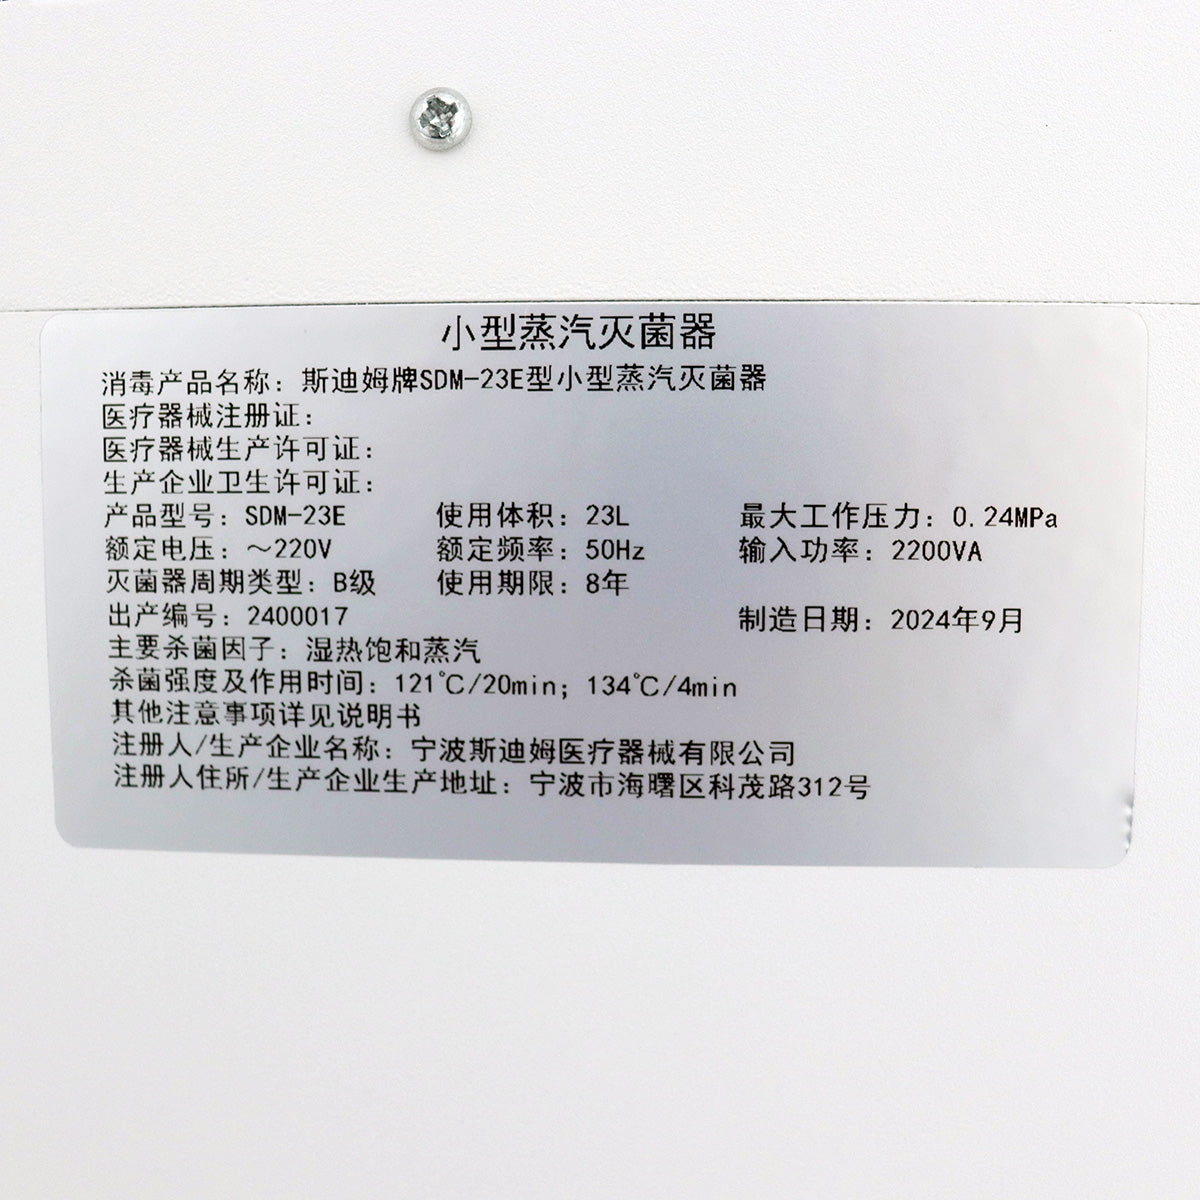 小型蒸汽灭菌器
消毒产品名称：斯迪姆牌SDM-23E型小型蒸汽灭菌器
医疗器械注册证：
医疗器械生产许可证：
生产企业卫生许可证：
产品型号：SDM-23E 使用体积：23L 最大工作压力：0.24MPa
额定电压：～220V 额定频率：50Hz 输入功率：2200VA
灭菌器周期类型：B级 使用期限：8年
出产编号：2400017 制造日期：2024年9月
主要杀菌因子：湿热饱和蒸汽
杀菌强度及作用时间：121℃/20min；134℃/4min
其他注意事项详见说明书
注册人/生产企业名称：宁波斯迪姆医疗器械有限公司
注册人住所/生产企业生产地址：宁波市海曙区科茂路312号